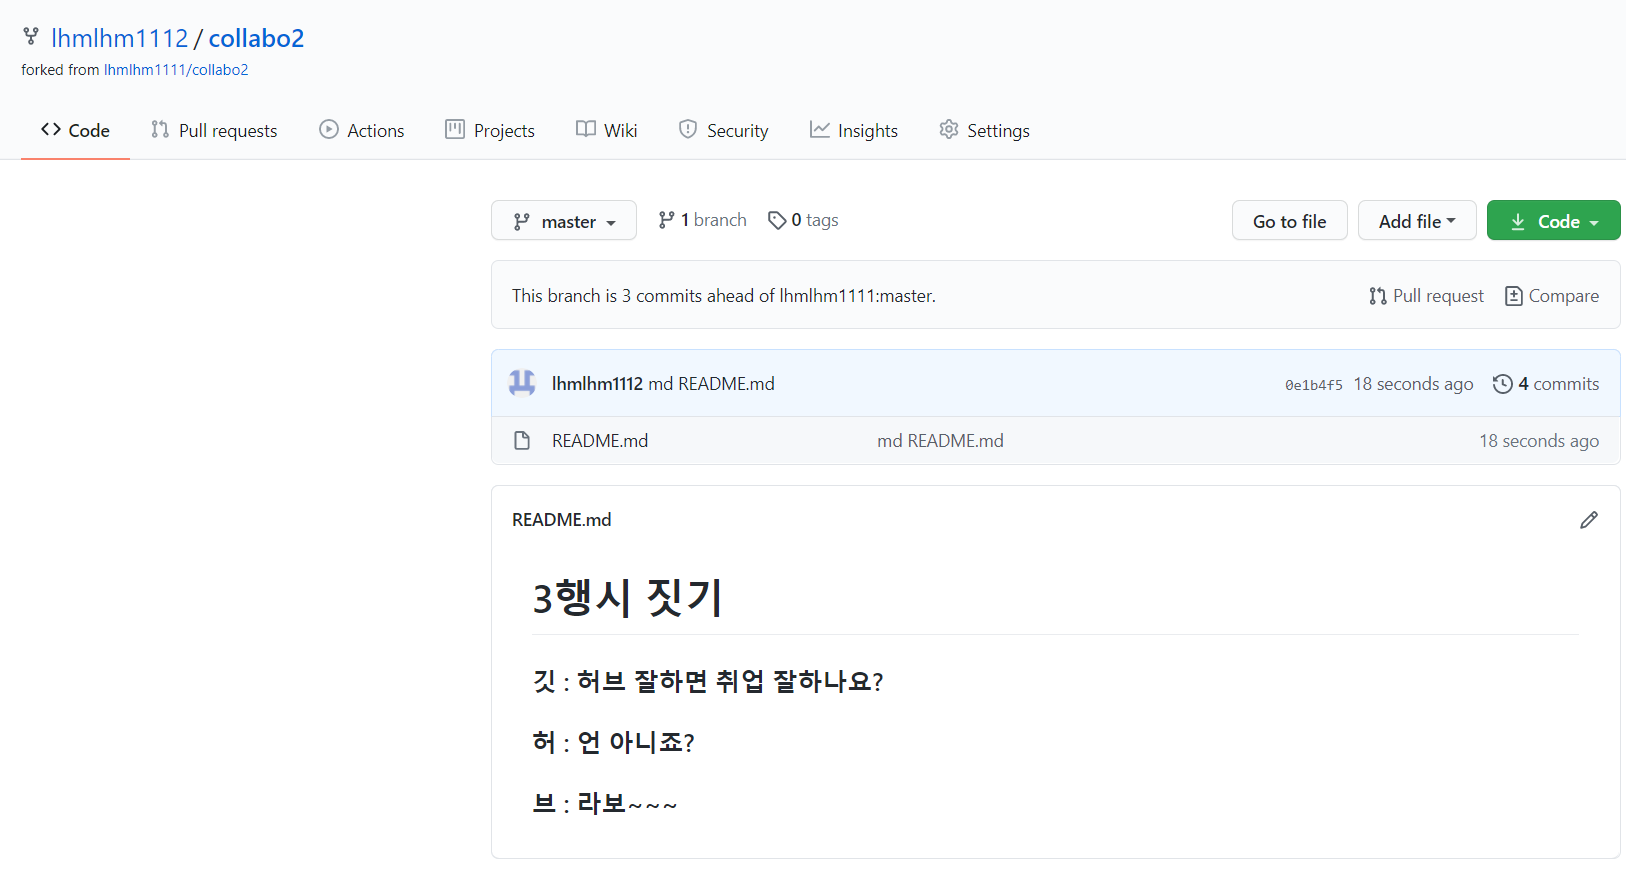 lhmlhm1112 / collabo2
forked from lhmlhm1111/collabo2
Code Pull requests Actions Projects Wiki Security Insights Settings
master 1 branch 0 tags Go to file Add file Code
This branch is 3 commits ahead of lhmlhm1111:master. Pull request Compare
lhmlhm1112 md README.md 0e1b4f5 18 seconds ago 4 commits
README.md md README.md 18 seconds ago
README.md
3행시 짓기
깃 : 허브 잘하면 취업 잘하나요?
허 : 언 아니죠?
브 : 라보~~~